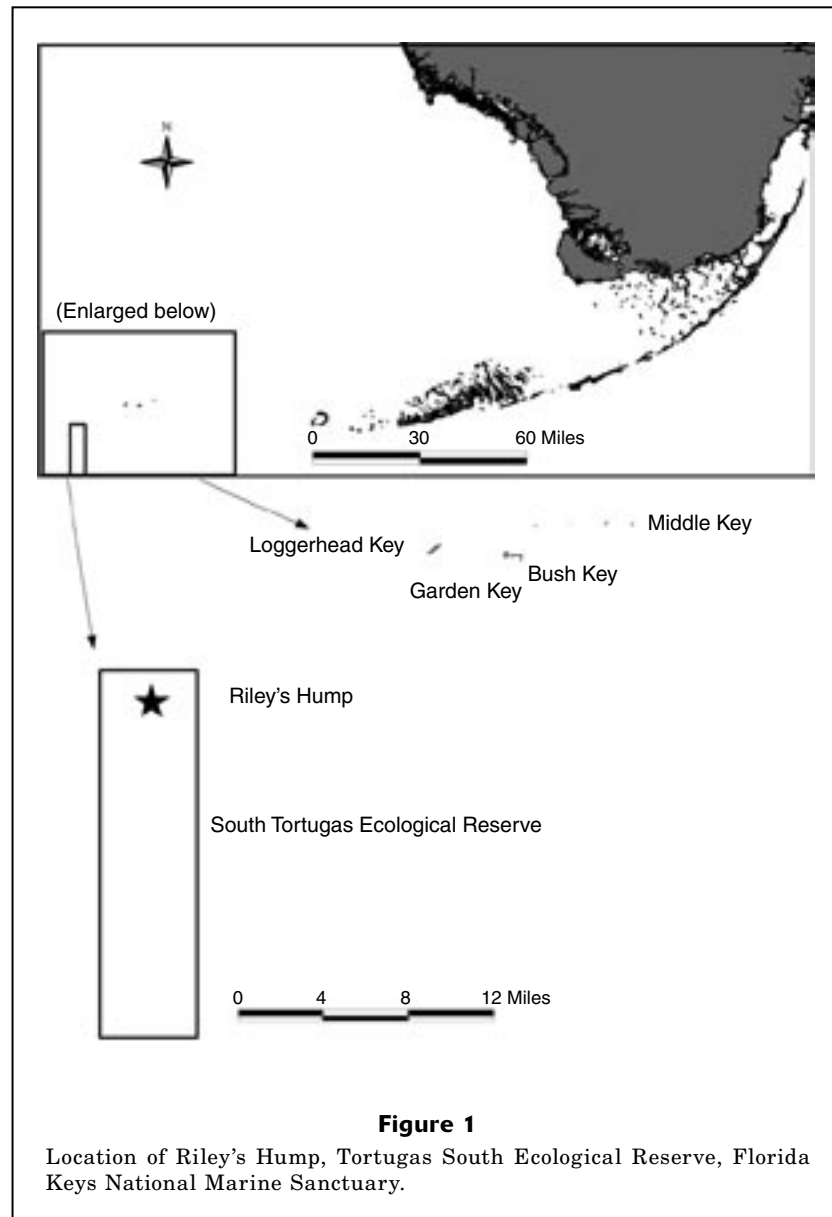 N
(Enlarged below)
0 30 60 Miles
Loggerhead Key
Middle Key
Garden Key
Bush Key
Riley's Hump
South Tortugas Ecological Reserve
0 4 8 12 Miles
Figure 1
Location of Riley's Hump, Tortugas South Ecological Reserve, Florida
Keys National Marine Sanctuary.